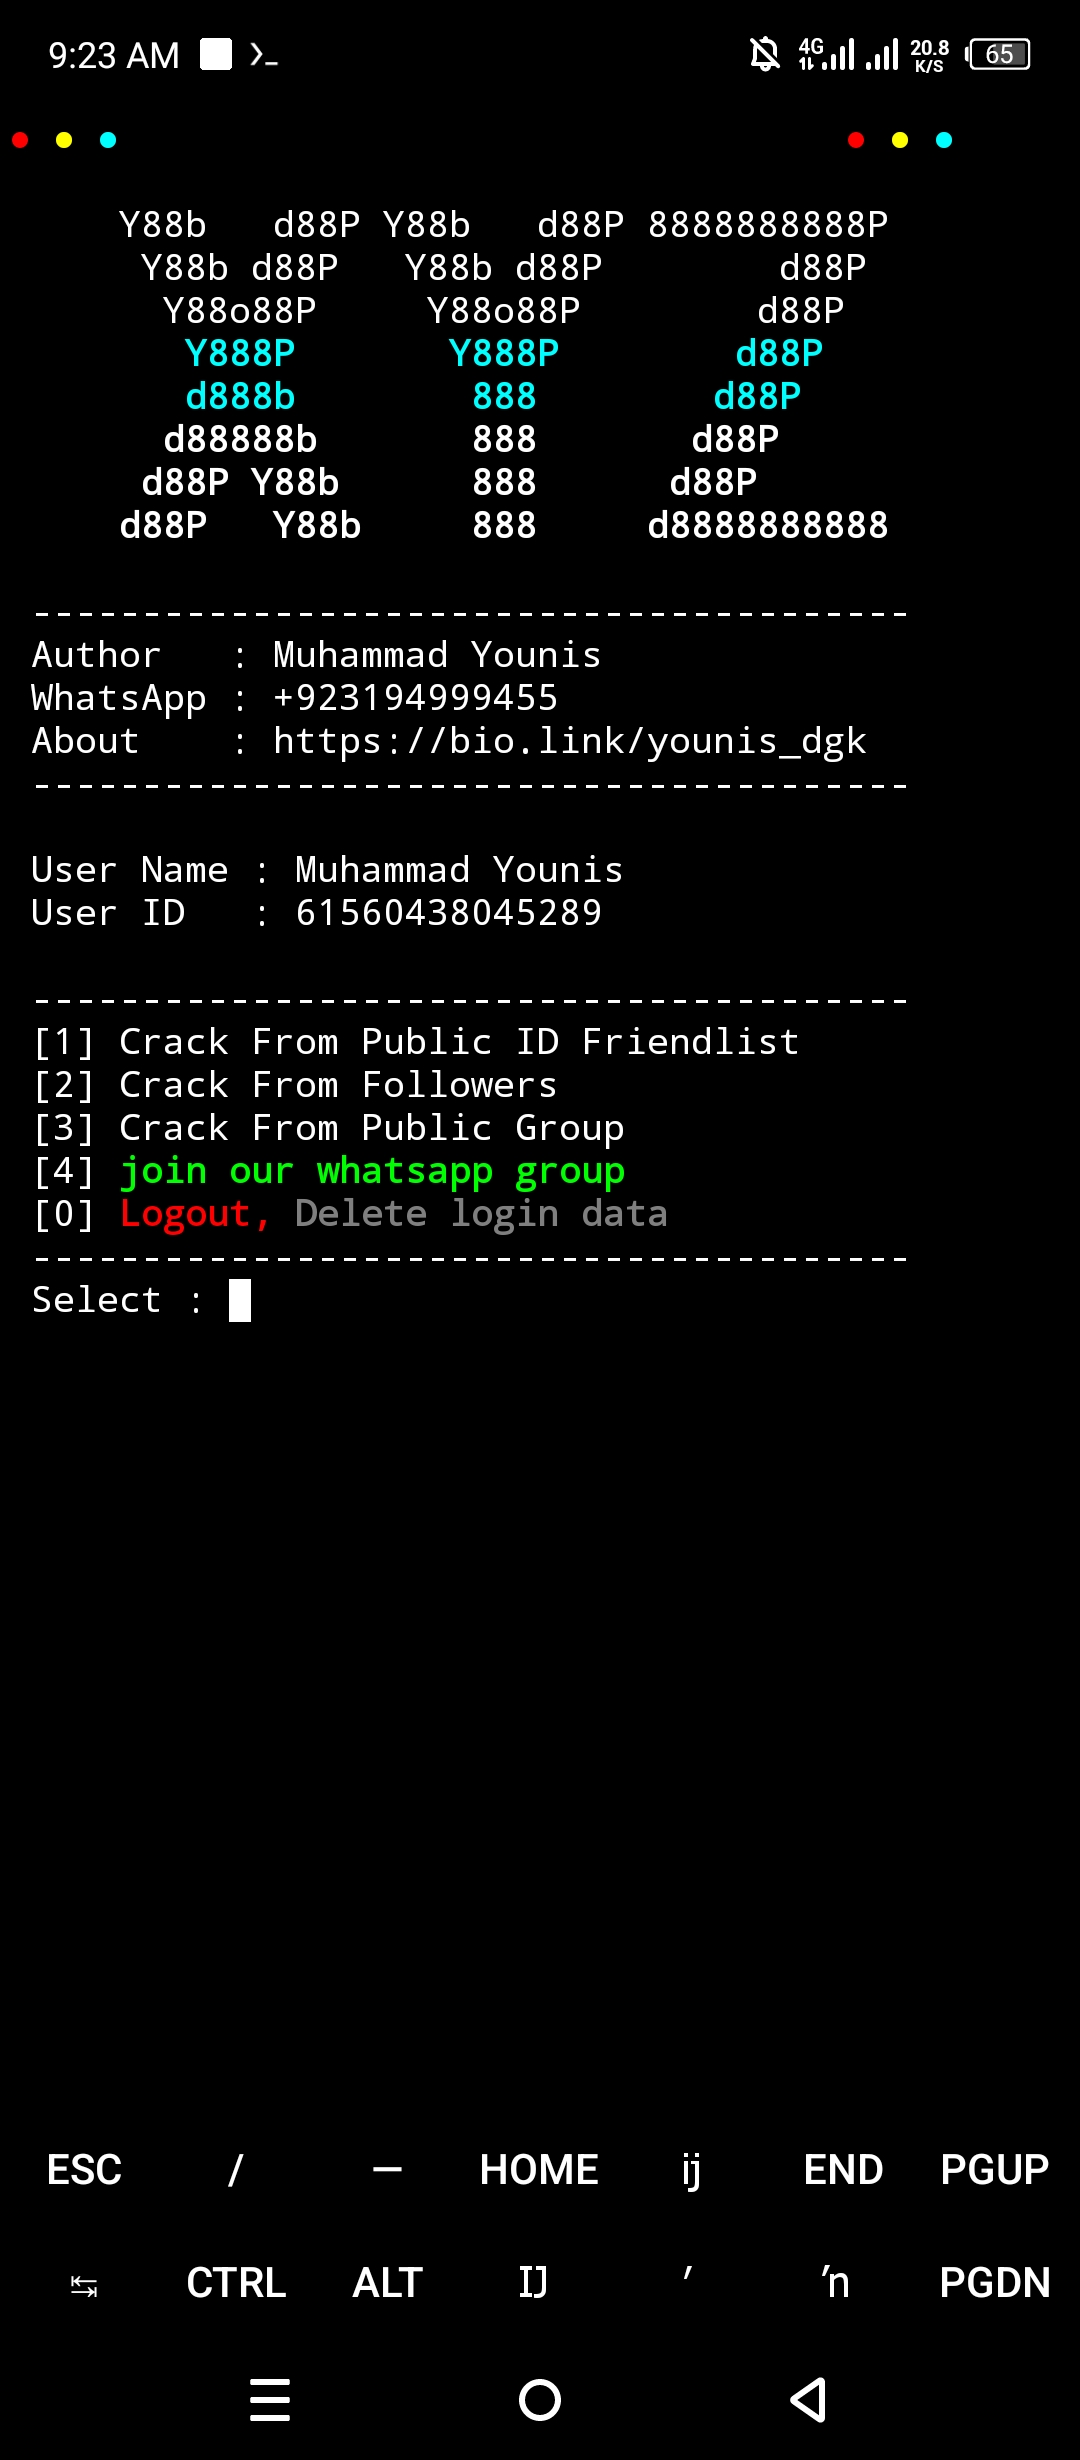 9:23 AM
4G 20.8 K/S 65
Y88b   d88P Y88b   d88P 8888888888P
Y88b d88P   Y88b d88P        d88P
Y88o88P     Y88o88P        d88P
Y888P       Y888P        d88P
d888b        888        d88P
d88888b       888       d88P
d88P Y88b      888      d88P
d88P   Y88b     888     d8888888888
----------------------------------------
Author   : Muhammad Younis
WhatsApp : +923194999455
About    : https://bio.link/younis_dgk
----------------------------------------
User Name : Muhammad Younis
User ID   : 61560438045289
----------------------------------------
[1] Crack From Public ID Friendlist
[2] Crack From Followers
[3] Crack From Public Group
[4] join our whatsapp group
[0] Logout, Delete login data
----------------------------------------
Select :
ESC / — HOME ĳ END PGUP
↹ CTRL ALT Ĳ ʼ ŉ PGDN